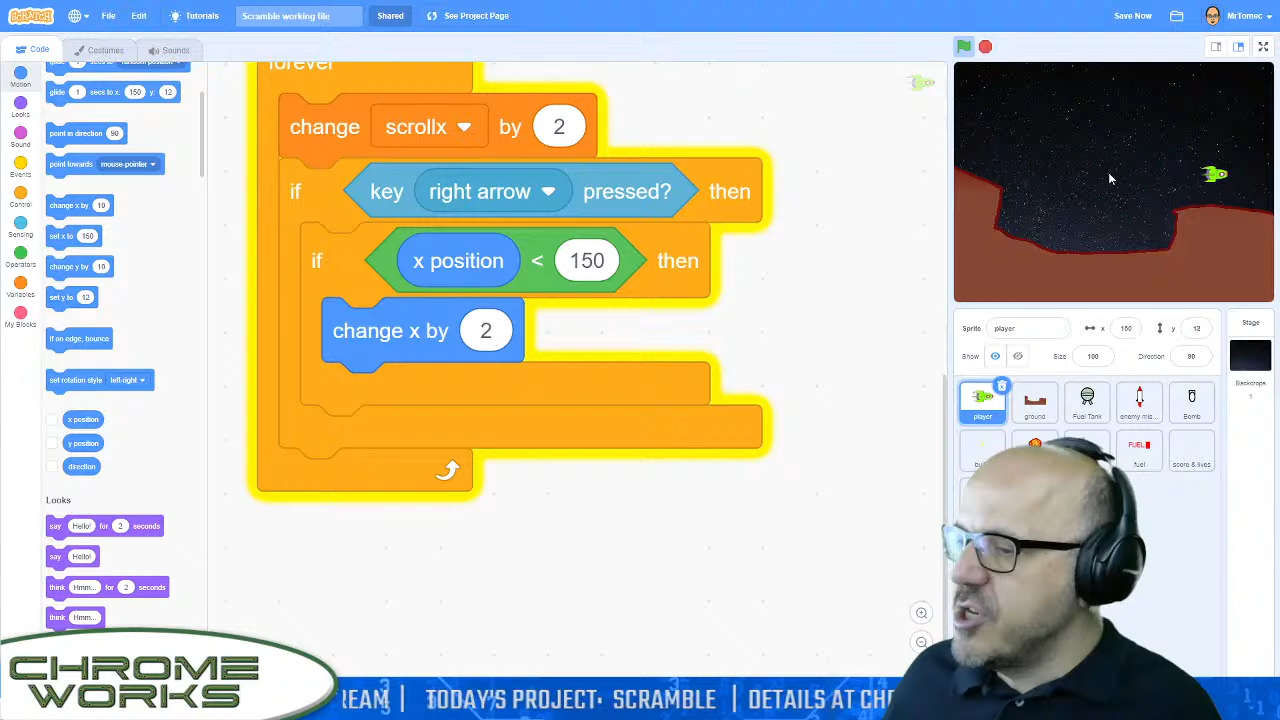 SCRATCH
File
Edit
Tutorials
Scramble working file
Shared
See Project Page
Save Now
MrTomec
Code
Costumes
Sounds
Motion
Looks
Sound
Events
Control
Sensing
Operators
Variables
My Blocks
glide 1 secs to x: 150 y: 12
point in direction 90
point towards mouse-pointer
change x by 10
set x to 150
change y by 10
set y to 12
if on edge, bounce
set rotation style left-right
x position
y position
direction
Looks
say Hello! for 2 seconds
say Hello!
think Hmm... for 2 seconds
think Hmm...
forever
change scrollx by 2
if key right arrow pressed? then
if x position < 150 then
change x by 2
Sprite player x 150 y 12
Show Size 100 Direction 90
Stage
Backdrops
1
player
ground
Fuel Tank
enemy mis...
Bomb
FUEL
fuel
score & lives
CHROME
WORKS
REAM | TODAY'S PROJECT: SCRAMBLE | DETAILS AT CH